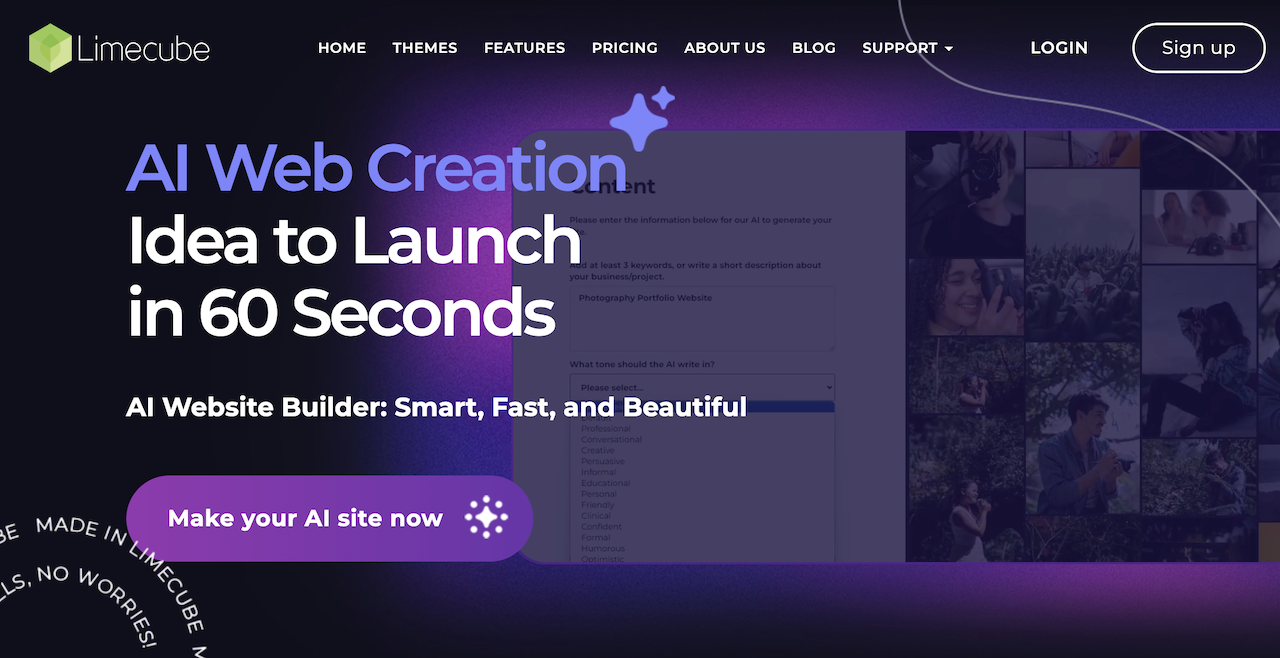 Limecube
HOME THEMES FEATURES PRICING ABOUT US BLOG SUPPORT LOGIN Sign up
AI Web Creation
Idea to Launch
in 60 Seconds
AI Website Builder: Smart, Fast, and Beautiful
Make your AI site now
Content
Please enter the information below for our AI to generate your
Add at least 3 keywords, or write a short description about
your business/project.
Photography Portfolio Website
What tone should the AI write in?
Please select...
Professional
Conversational
Creative
Persuasive
Informal
Educational
Personal
Friendly
Clinical
Confident
Formal
Humorous
Optimistic
MADE IN LIMECUBE
NO WORRIES!